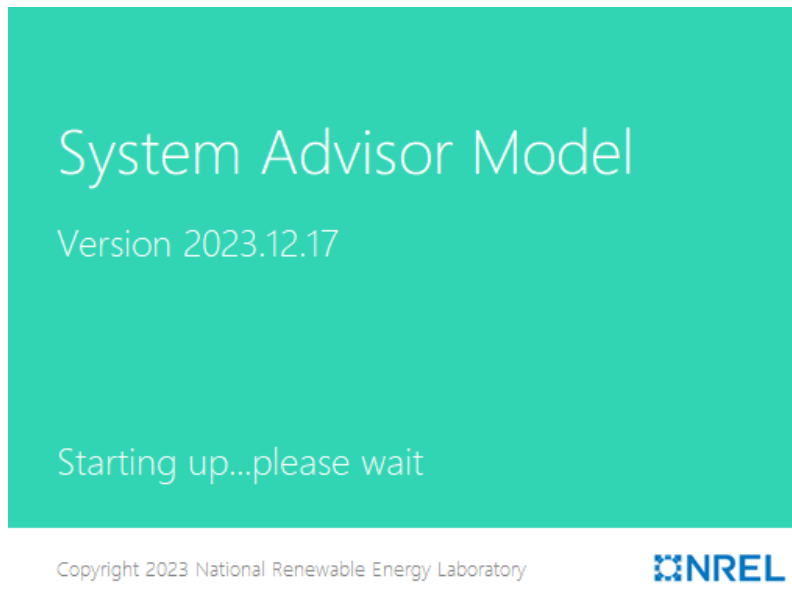 System Advisor Model
Version 2023.12.17
Starting up...please wait
Copyright 2023 National Renewable Energy Laboratory
NREL